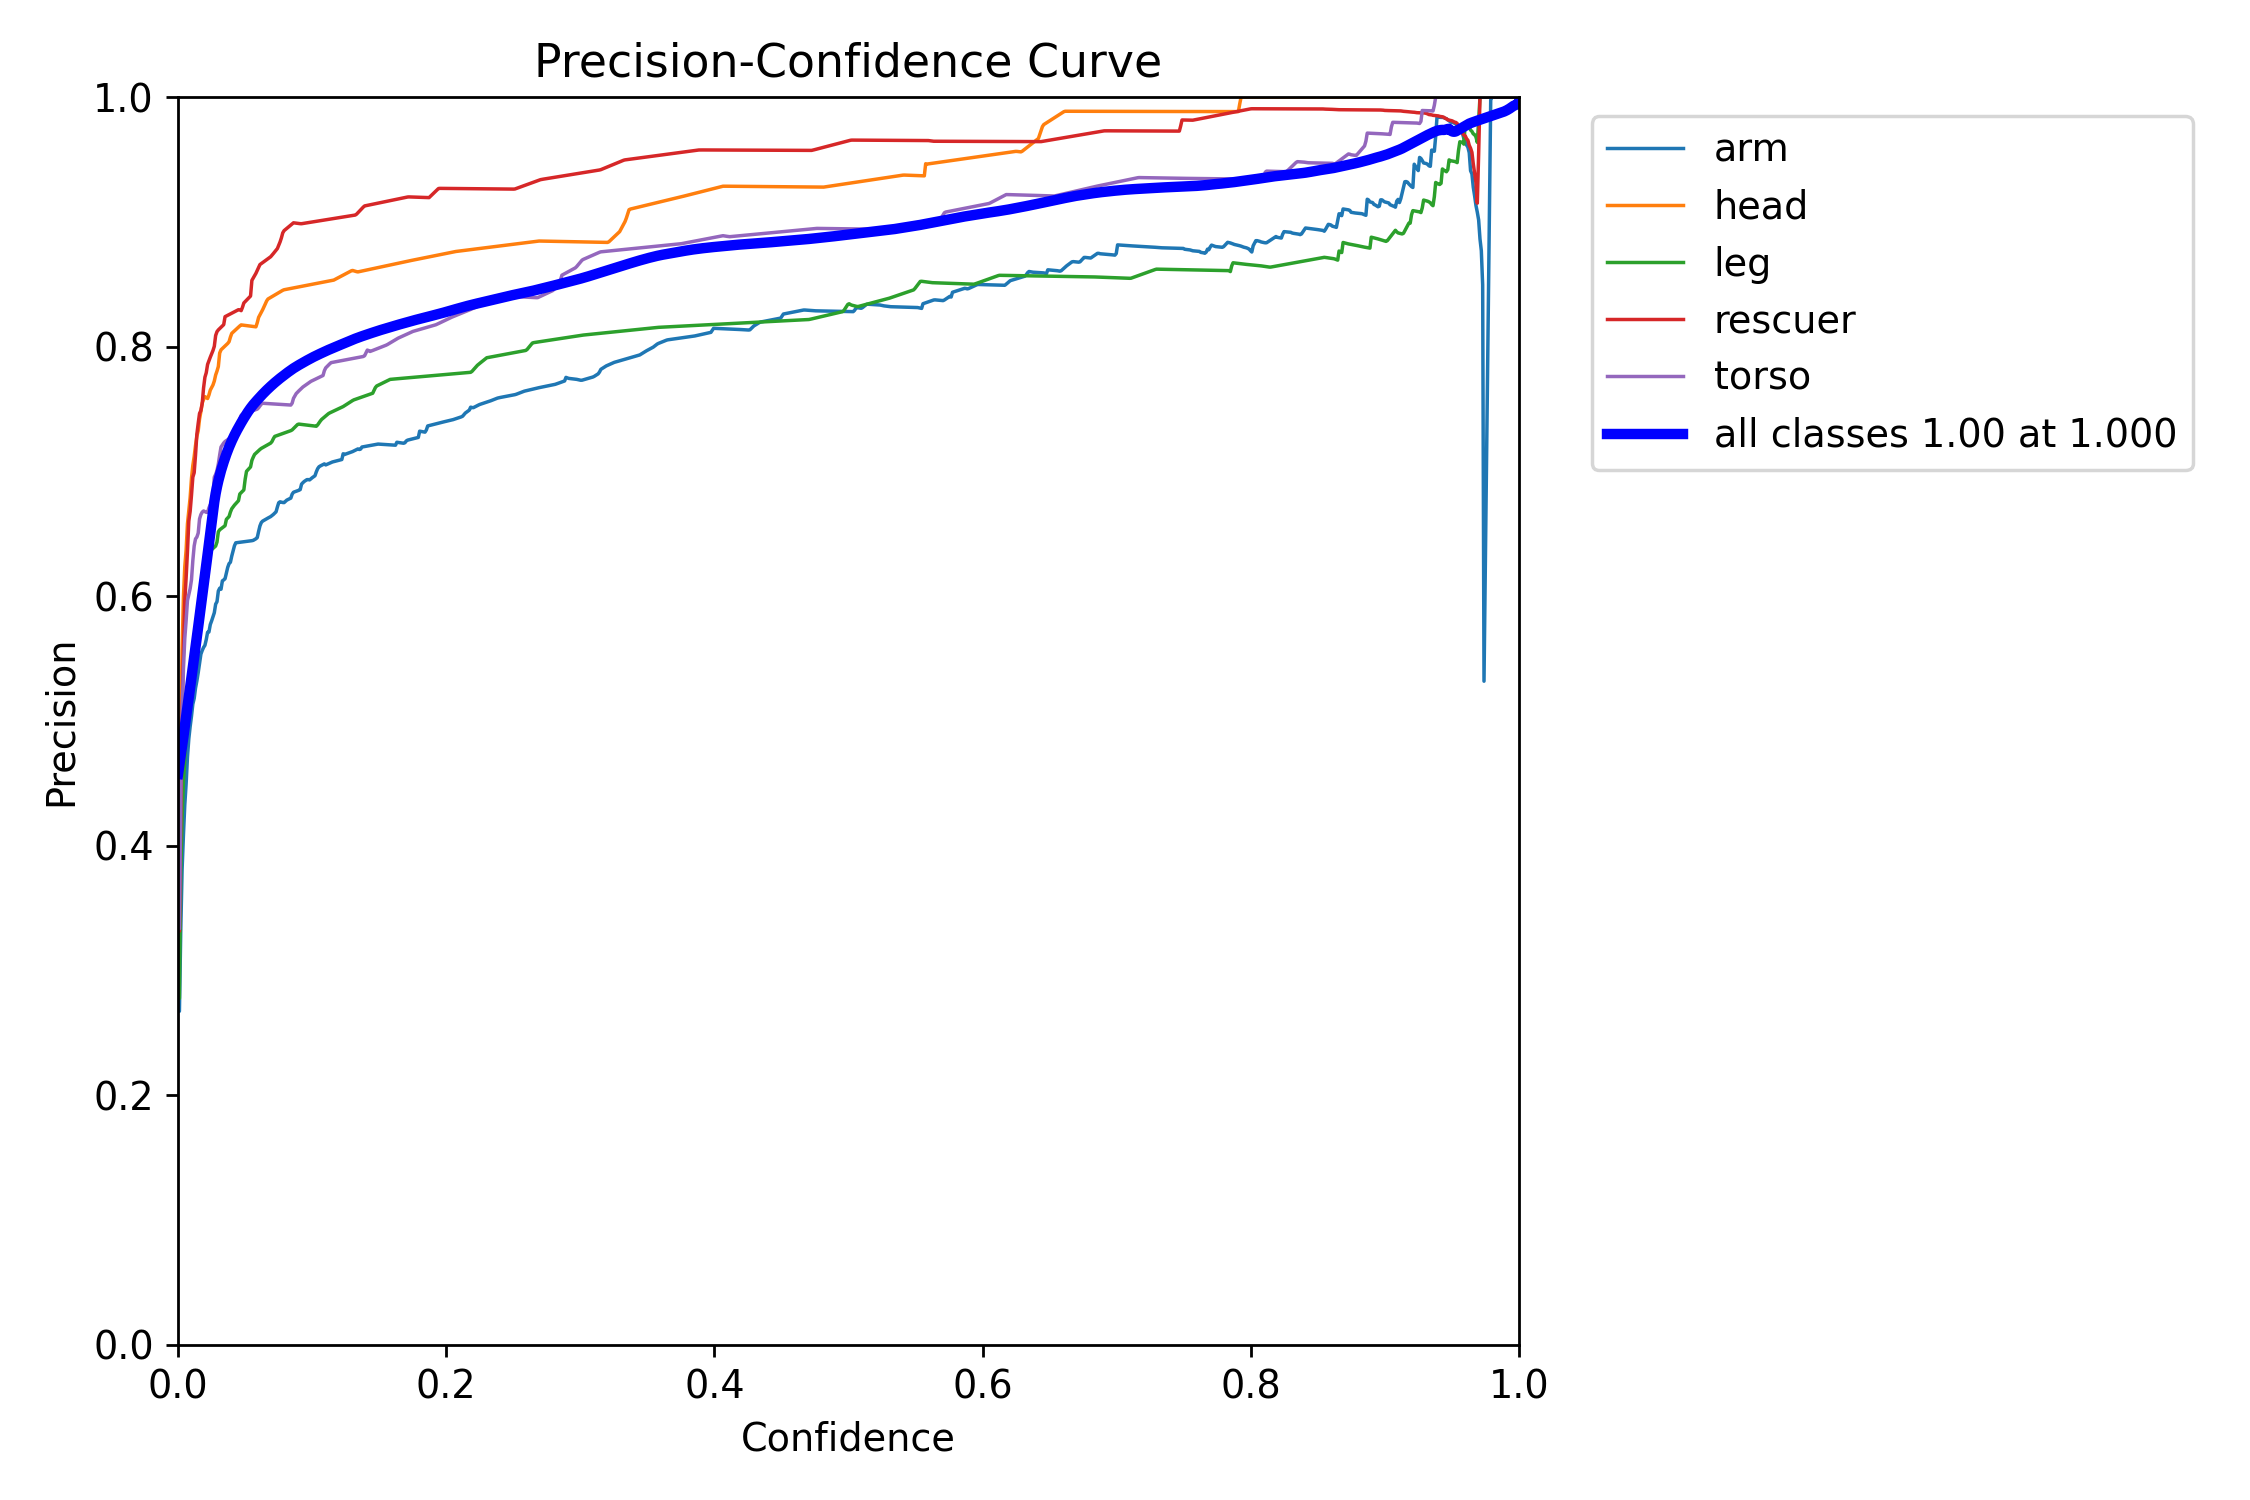 Precision-Confidence Curve
1.0
0.8
0.6
0.4
0.2
0.0
Precision
0.0 0.2 0.4 0.6 0.8 1.0
Confidence
arm
head
leg
rescuer
torso
all classes 1.00 at 1.000